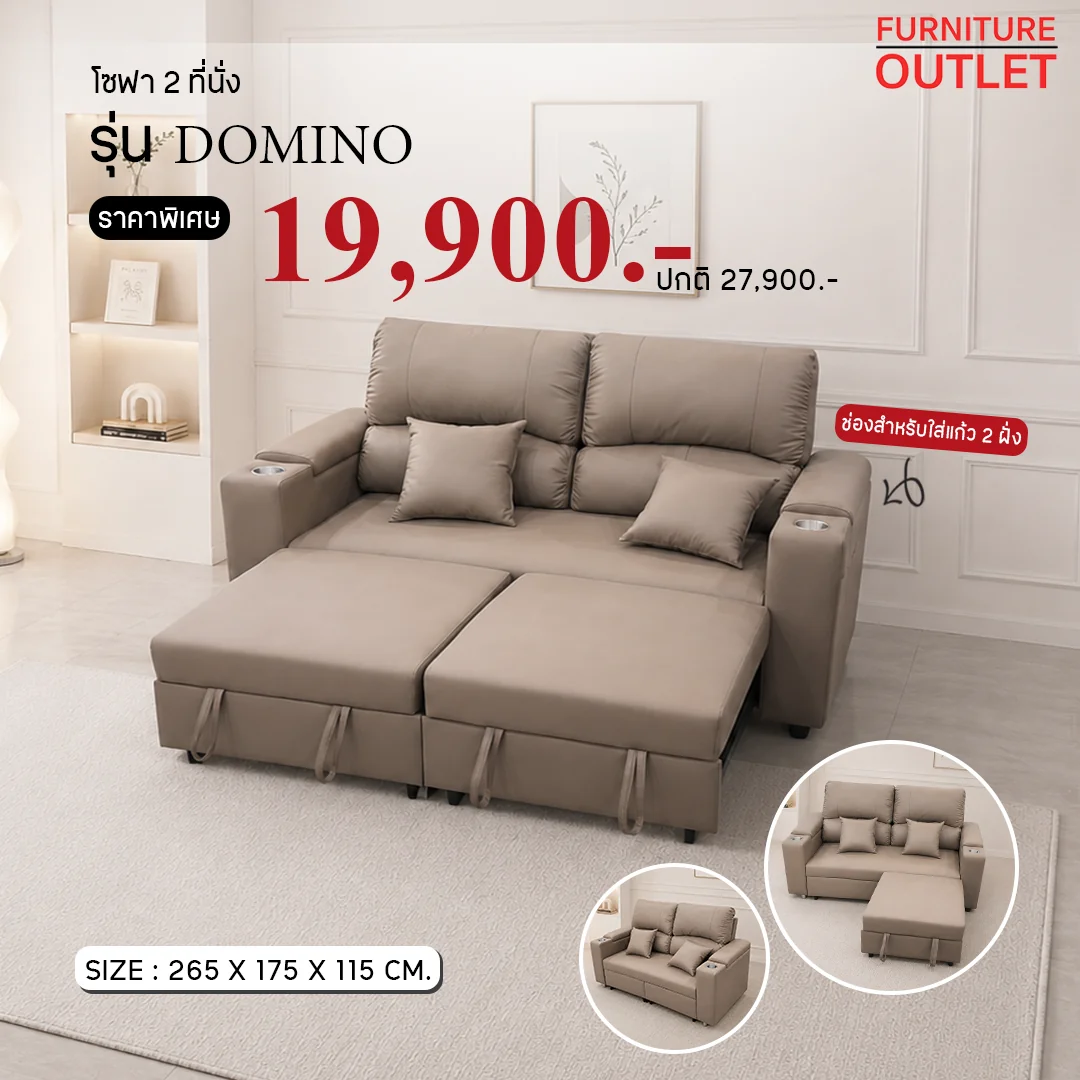 FURNITURE
OUTLET
โซฟา 2 ที่นั่ง
รุ่น DOMINO
ราคาพิเศษ 19,900.-
ปกติ 27,900.-
ช่องสำหรับใส่แก้ว 2 ฝั่ง
SIZE : 265 X 175 X 115 CM.